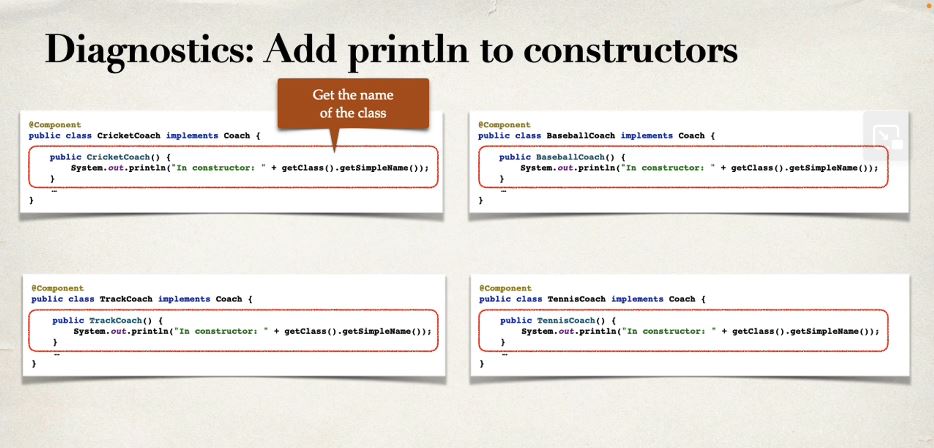 Diagnostics: Add println to constructors
Get the name
of the class
@Component
public class CricketCoach implements Coach {
public CricketCoach() {
System.out.println("In constructor: " + getClass().getSimpleName());
}
…
}
@Component
public class BaseballCoach implements Coach {
public BaseballCoach() {
System.out.println("In constructor: " + getClass().getSimpleName());
}
…
}
@Component
public class TrackCoach implements Coach {
public TrackCoach() {
System.out.println("In constructor: " + getClass().getSimpleName());
}
…
}
@Component
public class TennisCoach implements Coach {
public TennisCoach() {
System.out.println("In constructor: " + getClass().getSimpleName());
}
…
}